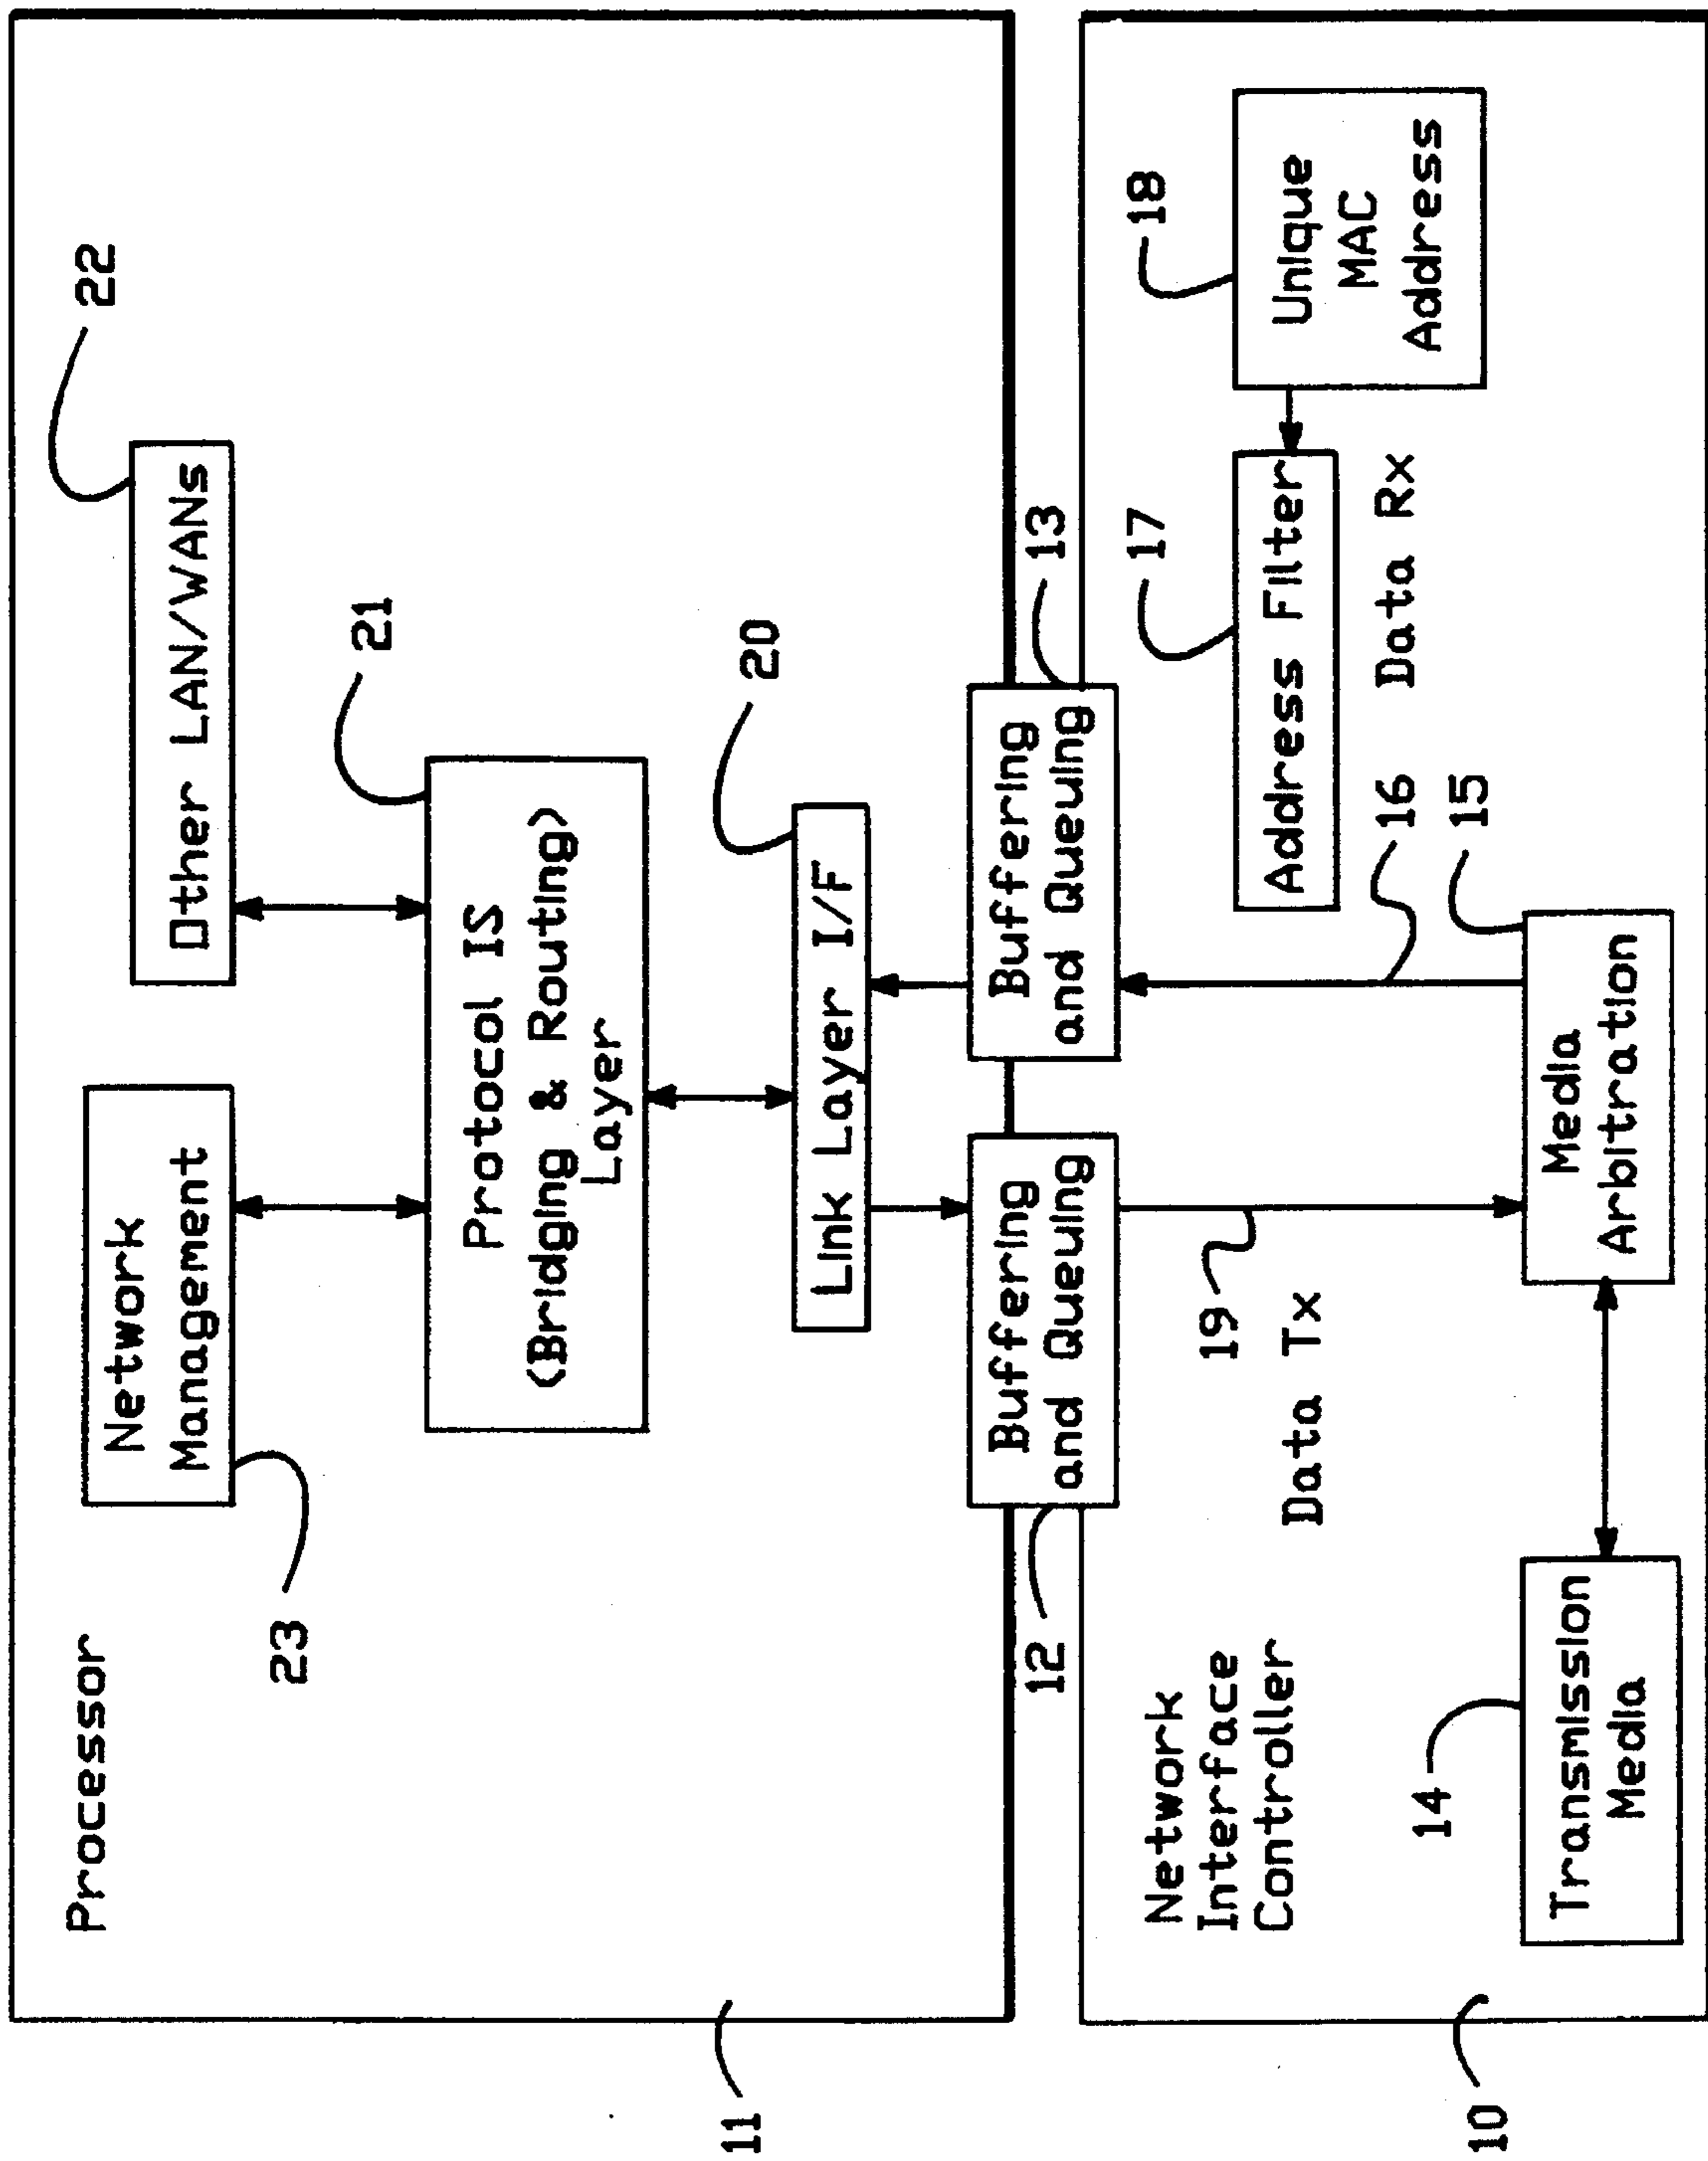 Processor
Network
Management
23
Other LAN/WANs
22
Protocol IS
(Bridging & Routing)
Layer
21
Link Layer I/F
20
11
Buffering
and Queuing
12
Buffering
and Queuing
13
Network
Interface
Controller
19
Data Tx
Address Filter
17
Unique
MAC
Address
18
Data Rx
16
15
14
Transmission
Media
Media
Arbitration
10